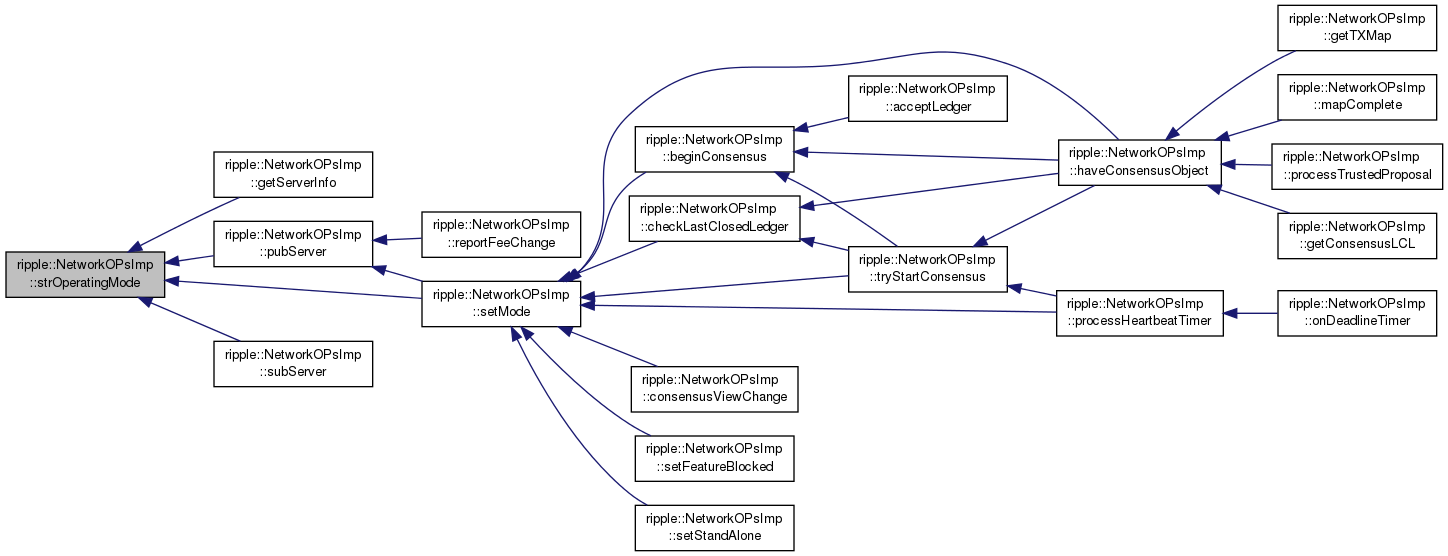 ripple::NetworkOPsImp
::strOperatingMode
ripple::NetworkOPsImp
::getServerInfo
ripple::NetworkOPsImp
::pubServer
ripple::NetworkOPsImp
::subServer
ripple::NetworkOPsImp
::reportFeeChange
ripple::NetworkOPsImp
::setMode
ripple::NetworkOPsImp
::beginConsensus
ripple::NetworkOPsImp
::checkLastClosedLedger
ripple::NetworkOPsImp
::consensusViewChange
ripple::NetworkOPsImp
::setFeatureBlocked
ripple::NetworkOPsImp
::setStandAlone
ripple::NetworkOPsImp
::acceptLedger
ripple::NetworkOPsImp
::tryStartConsensus
ripple::NetworkOPsImp
::haveConsensusObject
ripple::NetworkOPsImp
::processHeartbeatTimer
ripple::NetworkOPsImp
::getTXMap
ripple::NetworkOPsImp
::mapComplete
ripple::NetworkOPsImp
::processTrustedProposal
ripple::NetworkOPsImp
::getConsensusLCL
ripple::NetworkOPsImp
::onDeadlineTimer